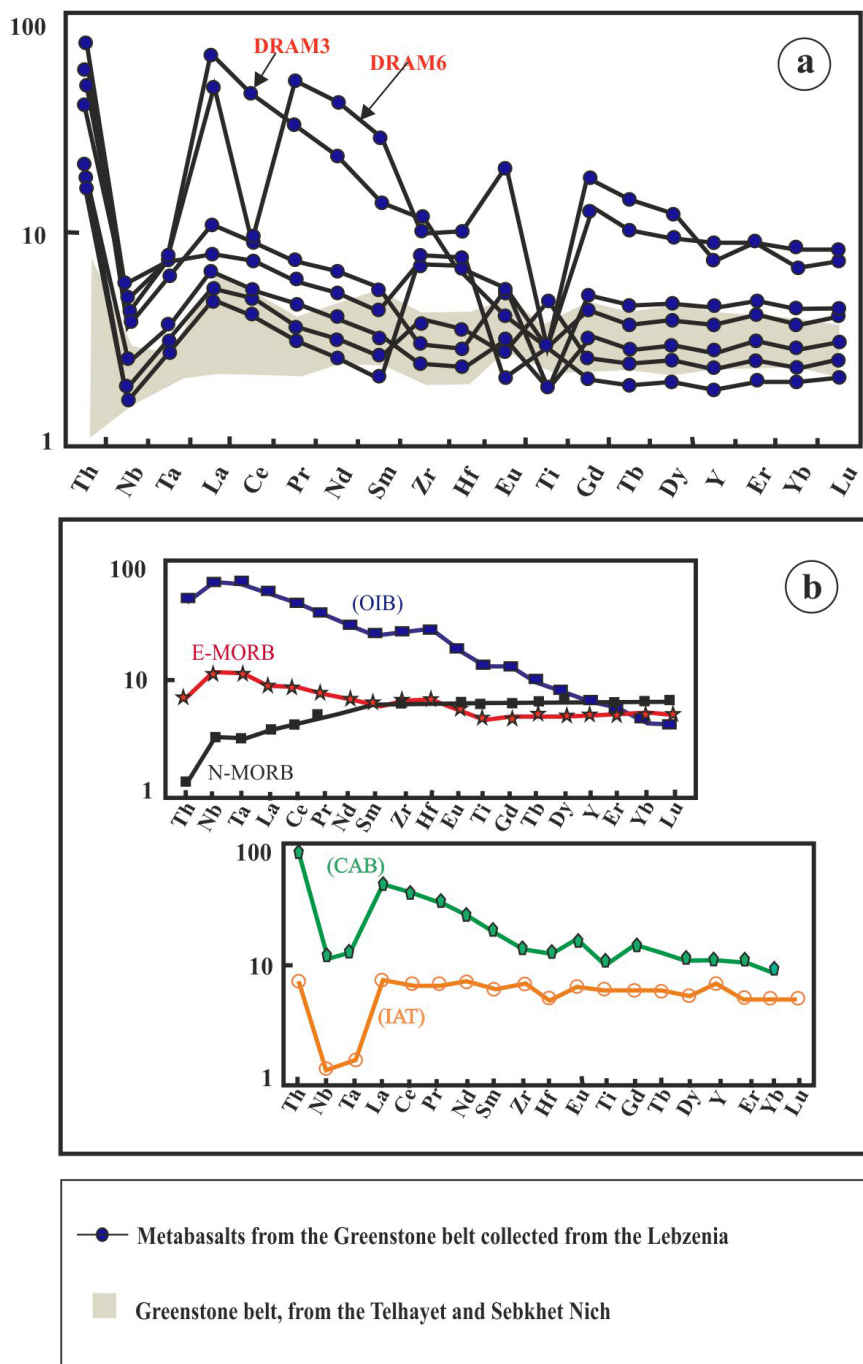 100
a
DRAM3
DRAM6
10
1
Th Nb Ta La Ce Pr Nd Sm Zr Hf Eu Ti Gd Tb Dy Y Er Yb Lu
b
100
(OIB)
E-MORB
10
N-MORB
1
Th Nb Ta La Ce Pr Nd Sm Zr Hf Eu Ti Gd Tb Dy Y Er Yb Lu
100
(CAB)
10
(IAT)
1
Th Nb Ta La Ce Pr Nd Sm Zr Hf Eu Ti Gd Tb Dy Y Er Yb Lu
Metabasalts from the Greenstone belt collected from the Lebzenia
Greenstone belt, from the Telhayet and Sebkhet Nich